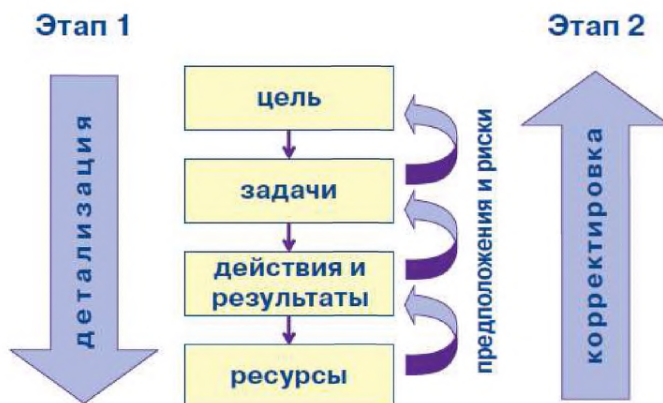 Этап 1
Этап 2
детализация
цель
задачи
действия и
результаты
ресурсы
предположения и риски
корректировка